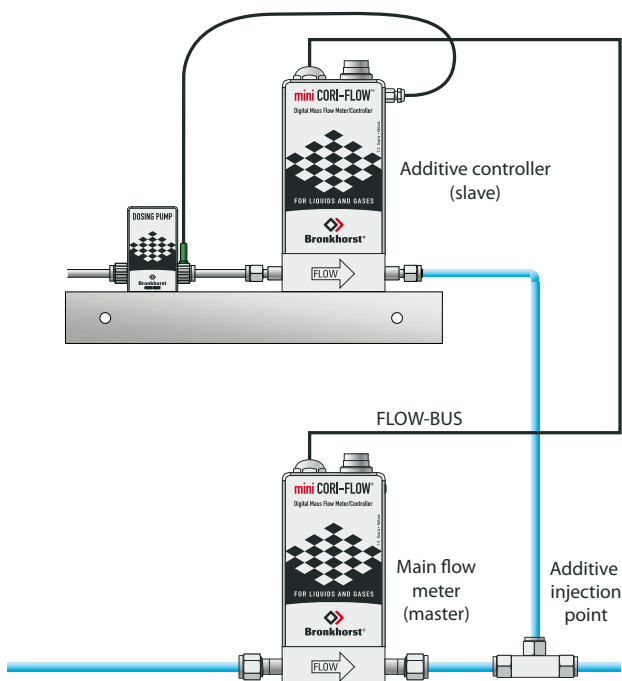 mini CORI-FLOW™
Digital Mass Flow Meter/Controller
FOR LIQUIDS AND GASES
Bronkhorst®
FLOW
Additive controller
(slave)
DOSING PUMP
Bronkhorst
FLOW-BUS
mini CORI-FLOW®
Digital Mass Flow Meter/Controller
FOR LIQUIDS AND GASES
Bronkhorst®
FLOW
Main flow
meter
(master)
Additive
injection
point